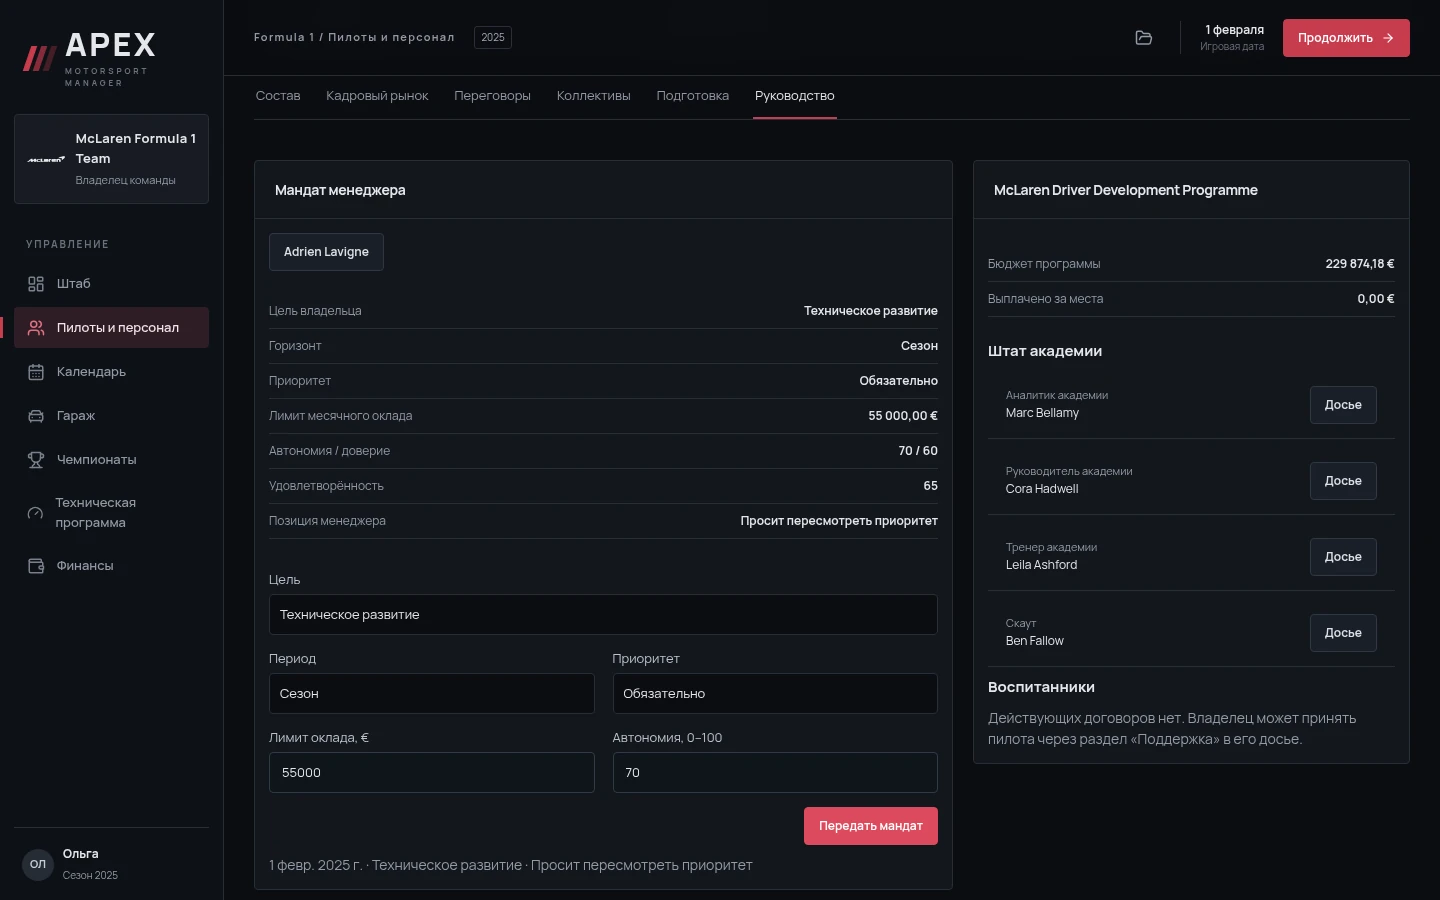 APEX
MOTORSPORT
MANAGER
McLaren Formula 1
Team
Владелец команды
McLaren
УПРАВЛЕНИЕ
Штаб
Пилоты и персонал
Календарь
Гараж
Чемпионаты
Техническая
программа
Финансы
ОЛ
Ольга
Сезон 2025
Formula 1 / Пилоты и персонал
2025
1 февраля
Игровая дата
Продолжить
Состав
Кадровый рынок
Переговоры
Коллективы
Подготовка
Руководство
Мандат менеджера
Adrien Lavigne
Цель владельца
Техническое развитие
Горизонт
Сезон
Приоритет
Обязательно
Лимит месячного оклада
55 000,00 €
Автономия / доверие
70 / 60
Удовлетворённость
65
Позиция менеджера
Просит пересмотреть приоритет
Цель
Техническое развитие
Период
Приоритет
Сезон
Обязательно
Лимит оклада, €
Автономия, 0–100
55000
70
Передать мандат
1 февр. 2025 г. · Техническое развитие · Просит пересмотреть приоритет
McLaren Driver Development Programme
Бюджет программы
229 874,18 €
Выплачено за места
0,00 €
Штат академии
Аналитик академии
Marc Bellamy
Досье
Руководитель академии
Cora Hadwell
Досье
Тренер академии
Leila Ashford
Досье
Скаут
Ben Fallow
Досье
Воспитанники
Действующих договоров нет. Владелец может принять
пилота через раздел «Поддержка» в его досье.